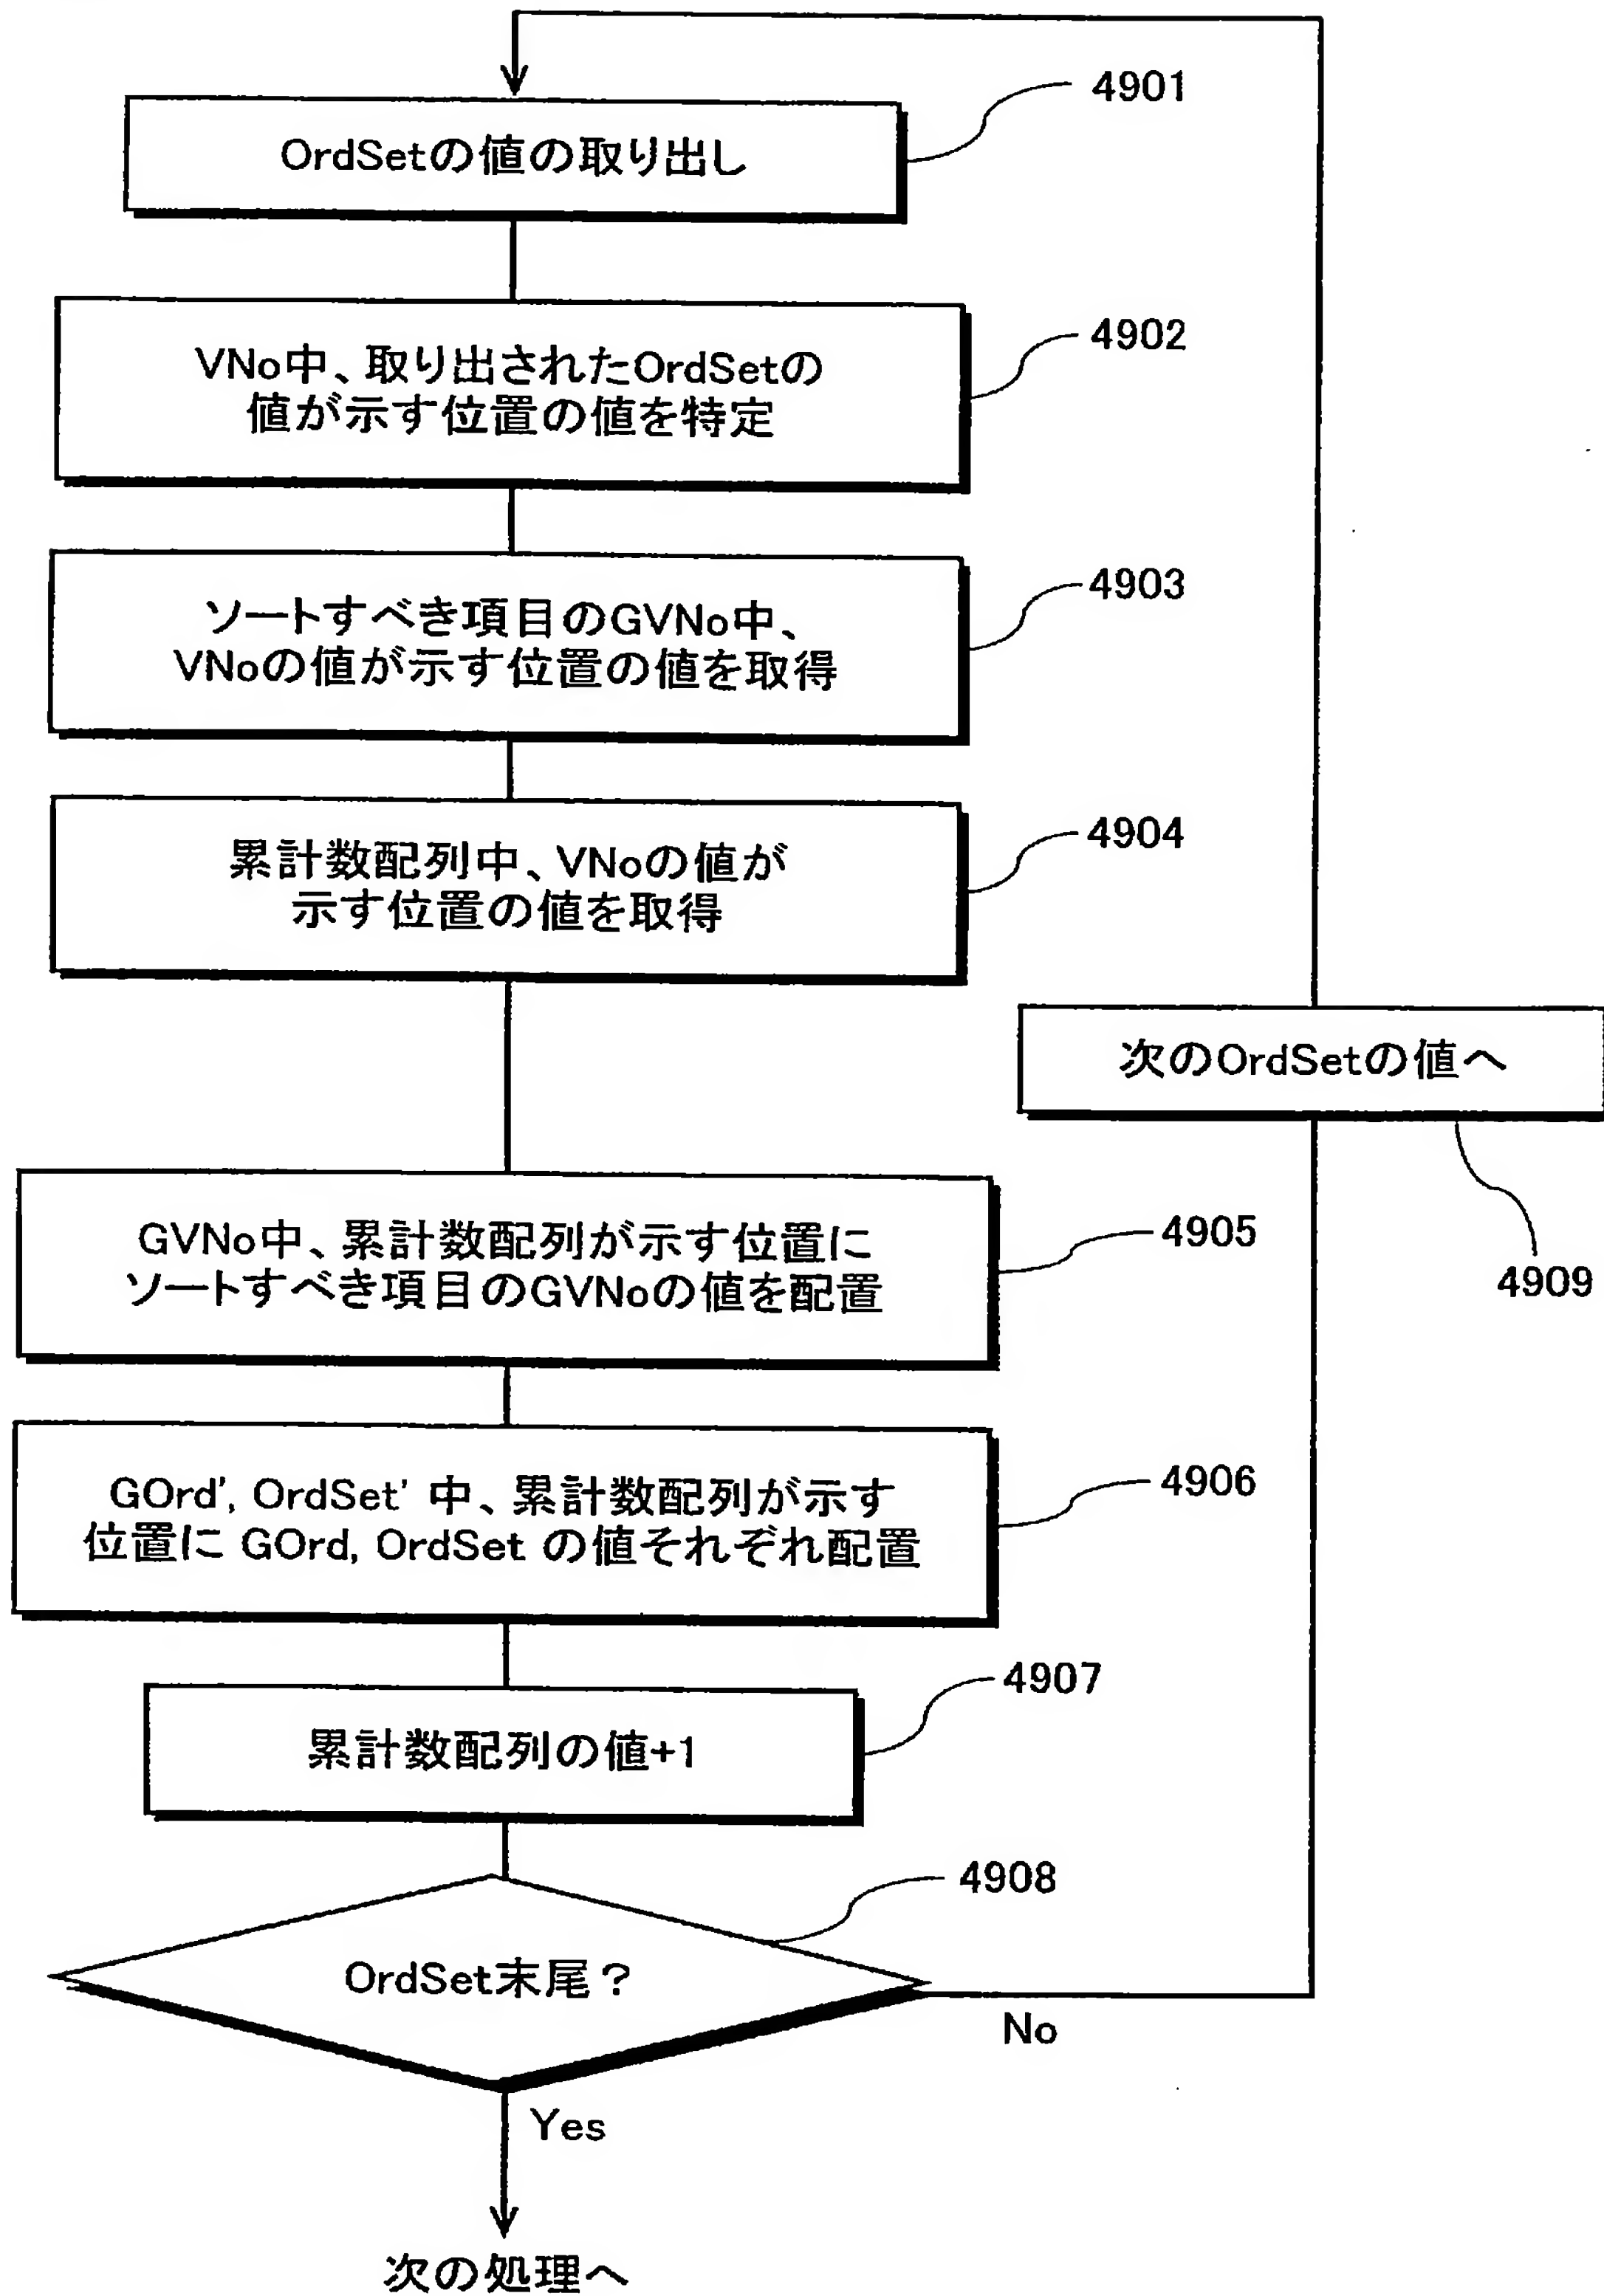 4901
OrdSetの値の取り出し
4902
VNo中、取り出されたOrdSetの
値が示す位置の値を特定
4903
ソートすべき項目のGVNo中、
VNoの値が示す位置の値を取得
4904
累計数配列中、VNoの値が
示す位置の値を取得
次のOrdSetの値へ
4909
GVNo中、累計数配列が示す位置に
ソートすべき項目のGVNoの値を配置
4905
GOrd', OrdSet' 中、累計数配列が示す
位置に GOrd, OrdSet の値それぞれ配置
4906
4907
累計数配列の値+1
4908
OrdSet末尾？
No
Yes
次の処理へ